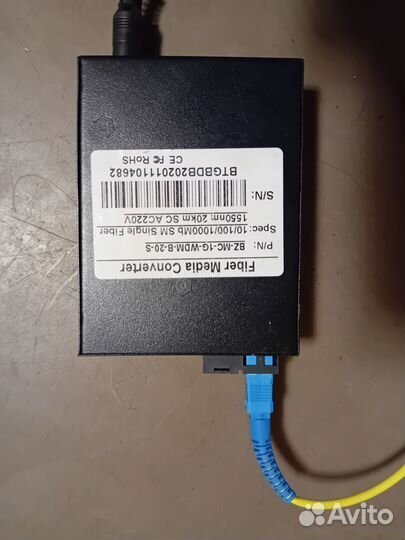 Fiber Media Converter
P/N: BZ-MC-1G-WDM-B-20-S
Spec: 10/100/1000Mb SM Single Fiber
1550nm 20km SC AC220V
S/N:
BTGBDB202011104682
CE FC RoHS
Avito